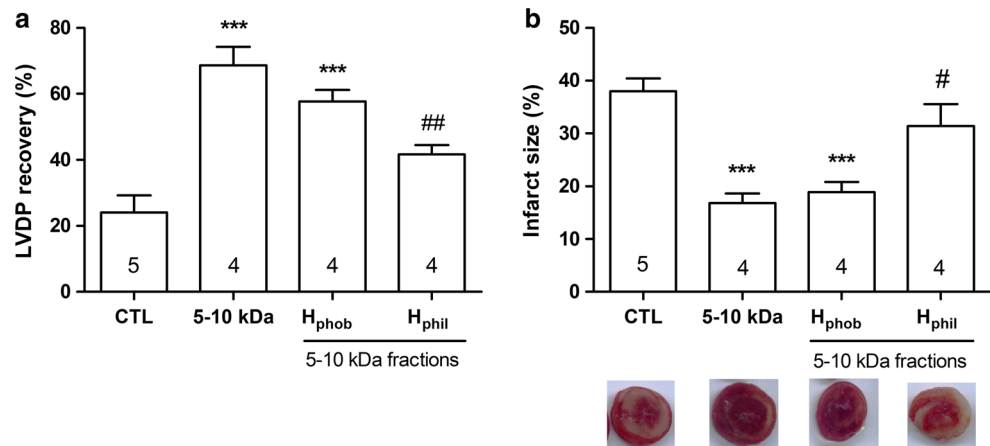 a
LVDP recovery (%)
80
60
40
20
0
***
***
##
5
4
4
4
CTL
5-10 kDa
Hphob
Hphil
5-10 kDa fractions
b
Infarct size (%)
50
40
30
20
10
0
***
***
#
5
4
4
4
CTL
5-10 kDa
Hphob
Hphil
5-10 kDa fractions